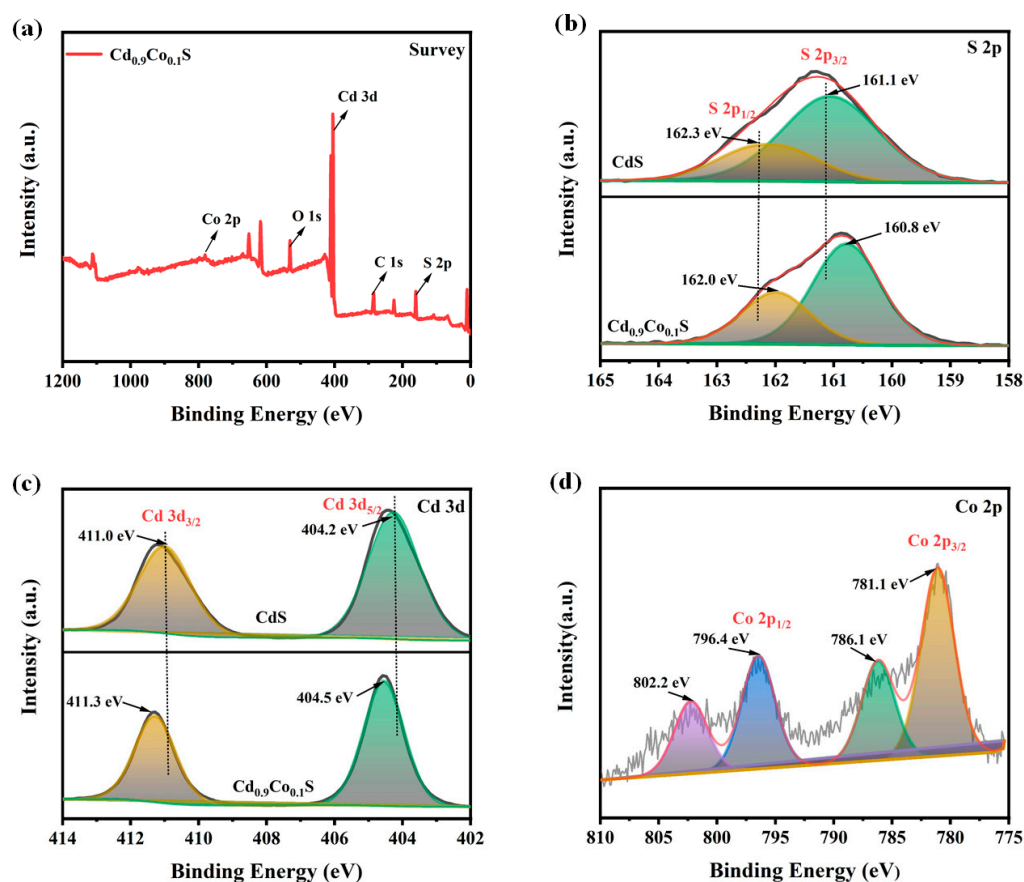 (a)
Cd0.9Co0.1S
Survey
Cd 3d
Co 2p
O 1s
C 1s
S 2p
Intensity (a.u.)
1200 1000 800 600 400 200 0
Binding Energy (eV)
(b)
S 2p
S 2p3/2
161.1 eV
S 2p1/2
162.3 eV
CdS
160.8 eV
162.0 eV
Cd0.9Co0.1S
Intensity (a.u.)
165 164 163 162 161 160 159 158
Binding Energy (eV)
(c)
Cd 3d
Cd 3d5/2
Cd 3d3/2
404.2 eV
411.0 eV
CdS
411.3 eV
404.5 eV
Cd0.9Co0.1S
Intensity (a.u.)
414 412 410 408 406 404 402
Binding Energy (eV)
(d)
Co 2p
Co 2p3/2
781.1 eV
Co 2p1/2
796.4 eV
786.1 eV
802.2 eV
Intensity(a.u.)
810 805 800 795 790 785 780 775
Binding Energy (eV)